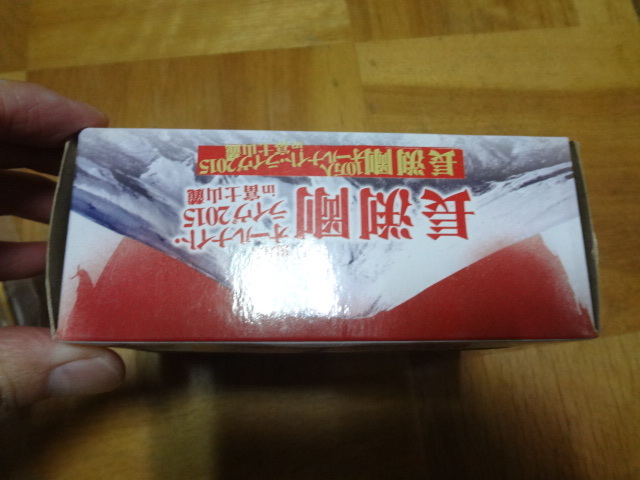 長渕剛
オールナイト・
ライヴ2015
in 富士山麓
長渕剛
10万人オールナイト・ライヴ2015
in 富士山麓